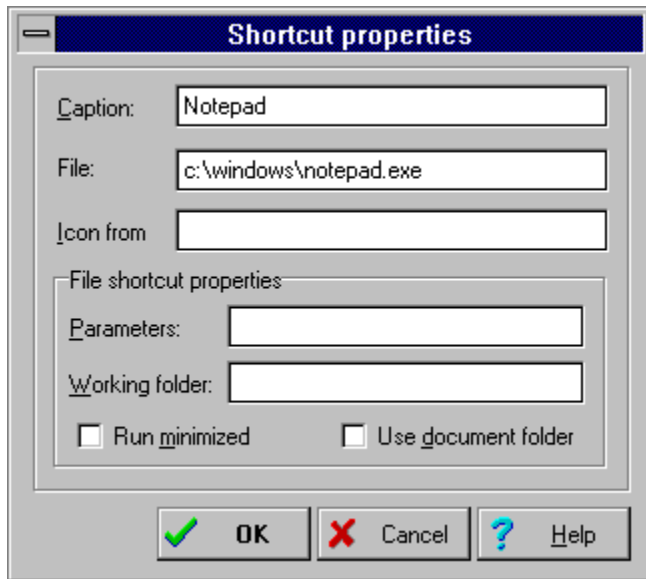 Shortcut properties
Caption: Notepad
File: c:\windows\notepad.exe
Icon from
File shortcut properties
Parameters:
Working folder:
Run minimized Use document folder
OK Cancel ? Help